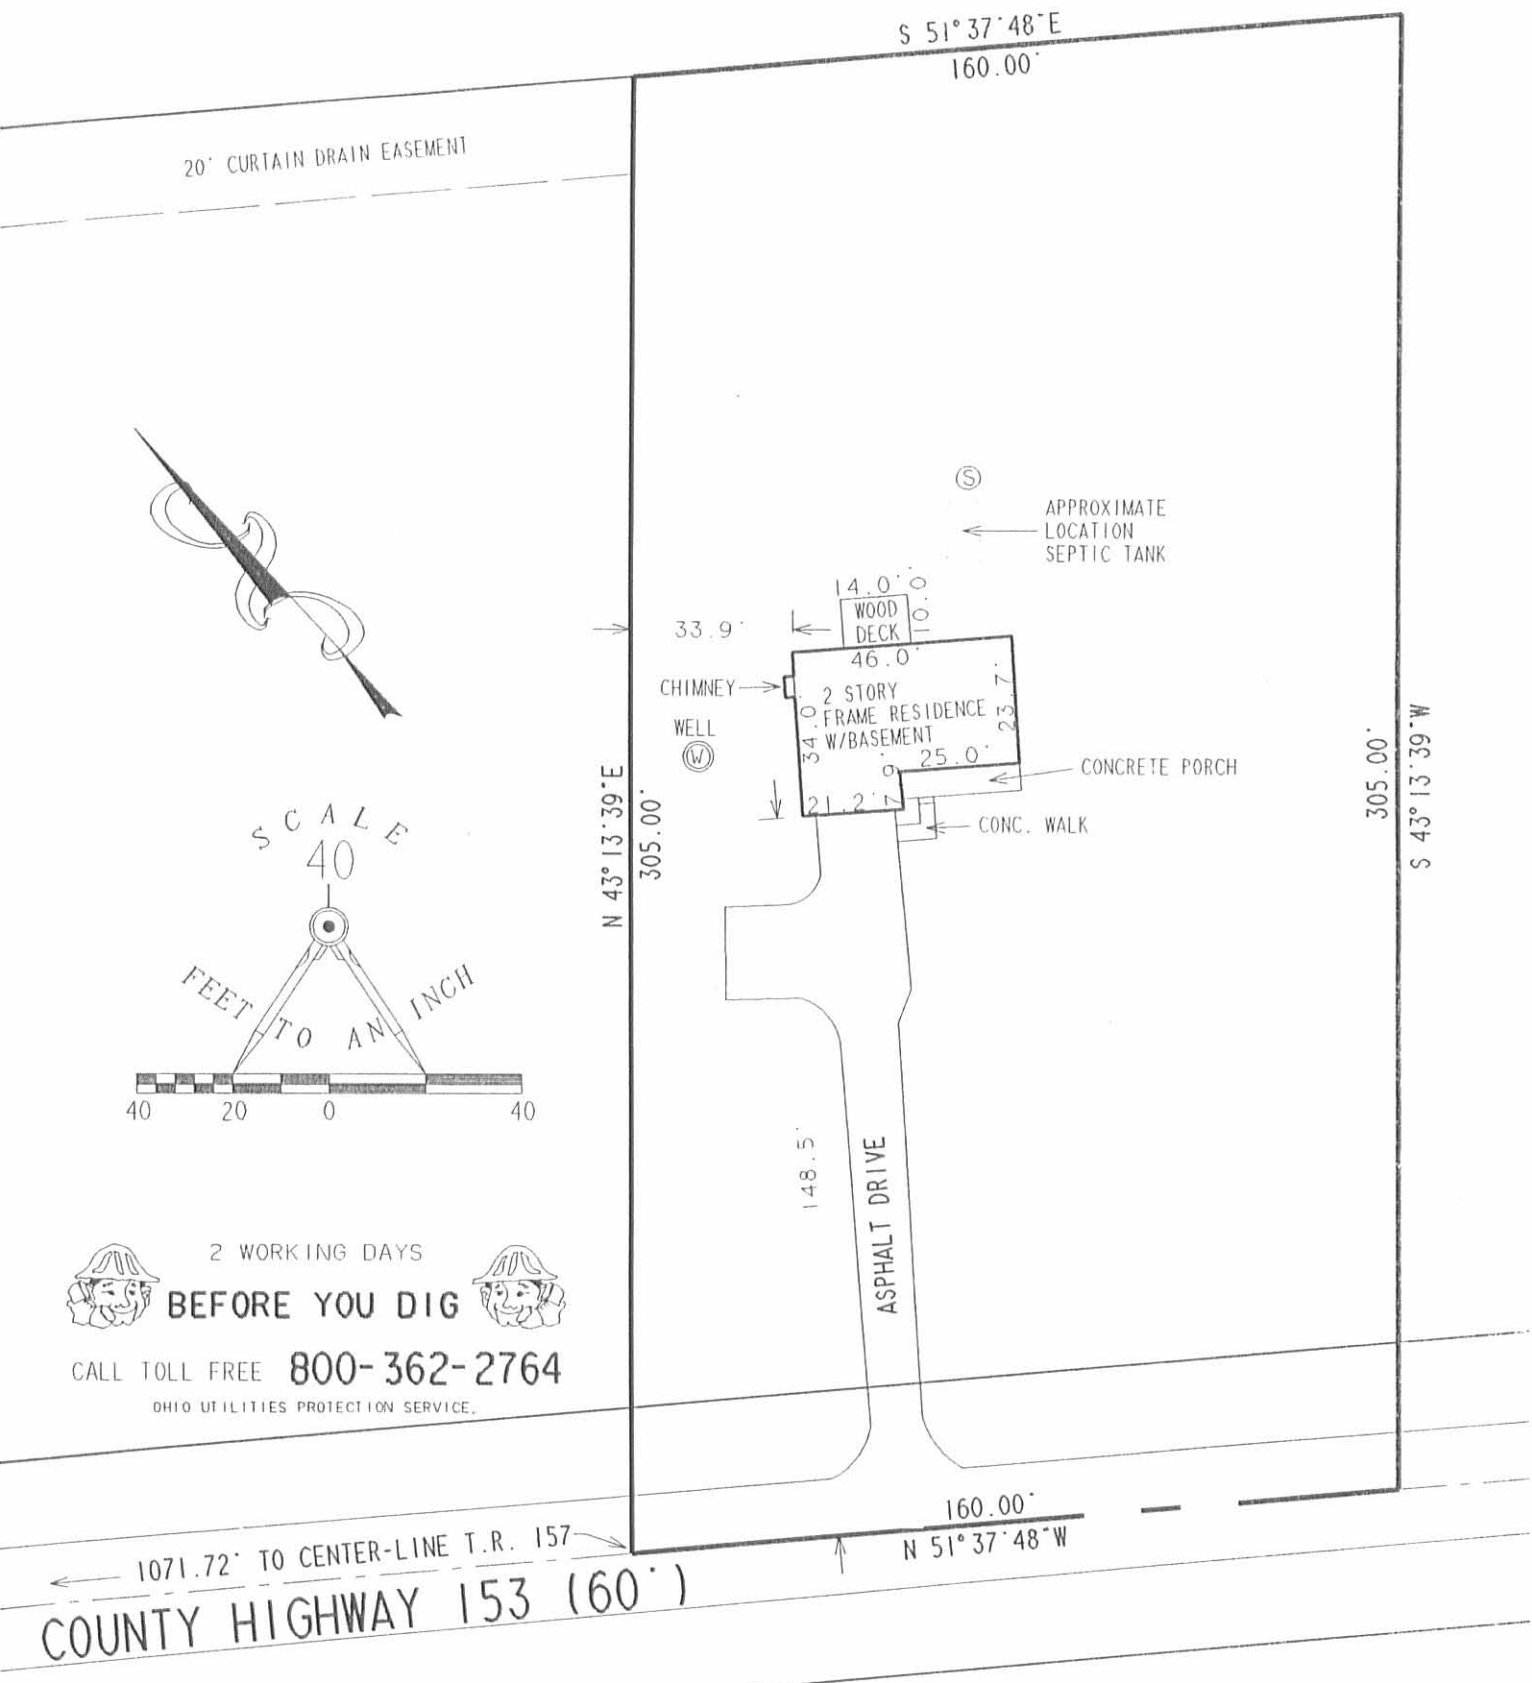 S 51°37'48"E
160.00'
20' CURTAIN DRAIN EASEMENT
S
APPROXIMATE
LOCATION
SEPTIC TANK
14.0'
10.0'
WOOD
DECK
33.9'
46.0'
CHIMNEY
2 STORY
FRAME RESIDENCE
W/BASEMENT
34.0'
23.7'
WELL
W
25.0'
7.9'
21.2'
CONCRETE PORCH
CONC. WALK
N 43°13'39"E
305.00'
305.00'
S 43°13'39"W
SCALE
40
FEET TO AN INCH
40 20 0 40
148.5'
ASPHALT DRIVE
2 WORKING DAYS
BEFORE YOU DIG
CALL TOLL FREE 800-362-2764
OHIO UTILITIES PROTECTION SERVICE.
160.00'
N 51°37'48"W
1071.72' TO CENTER-LINE T.R. 157
COUNTY HIGHWAY 153 (60')